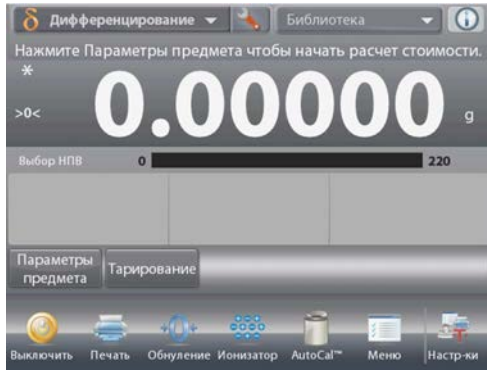 δ Дифференцирование Библиотека
Нажмите Параметры предмета чтобы начать расчет стоимости.
*
>0< 0.00000 g
Выбор НПВ 0 220
Параметры предмета Тарирование
Выключить Печать Обнуление Ионизатор AutoCal™ Меню Настр-ки